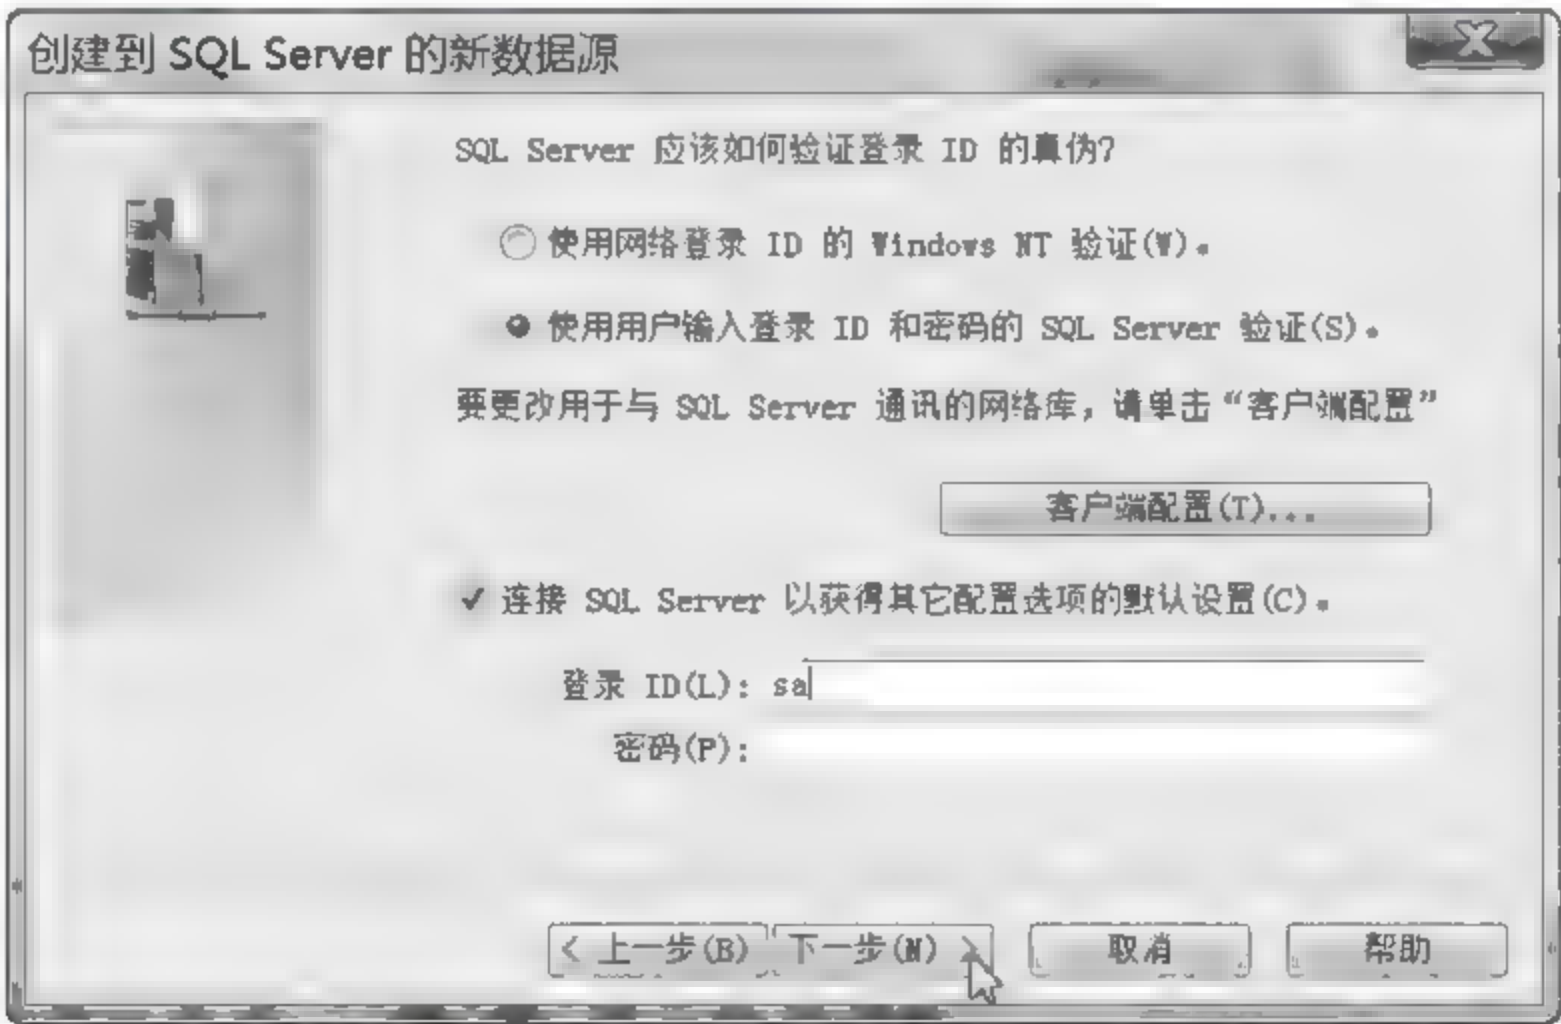 创建到 SQL Server 的新数据源
SQL Server 应该如何验证登录 ID 的真伪?
使用网络登录 ID 的 Windows NT 验证(W)。
使用用户输入登录 ID 和密码的 SQL Server 验证(S)。
要更改用于与 SQL Server 通讯的网络库，请单击“客户端配置”
客户端配置(T)...
连接 SQL Server 以获得其它配置选项的默认设置(C)。
登录 ID(L): sa
密码(P):
< 上一步(B) 下一步(N) > 取消 帮助